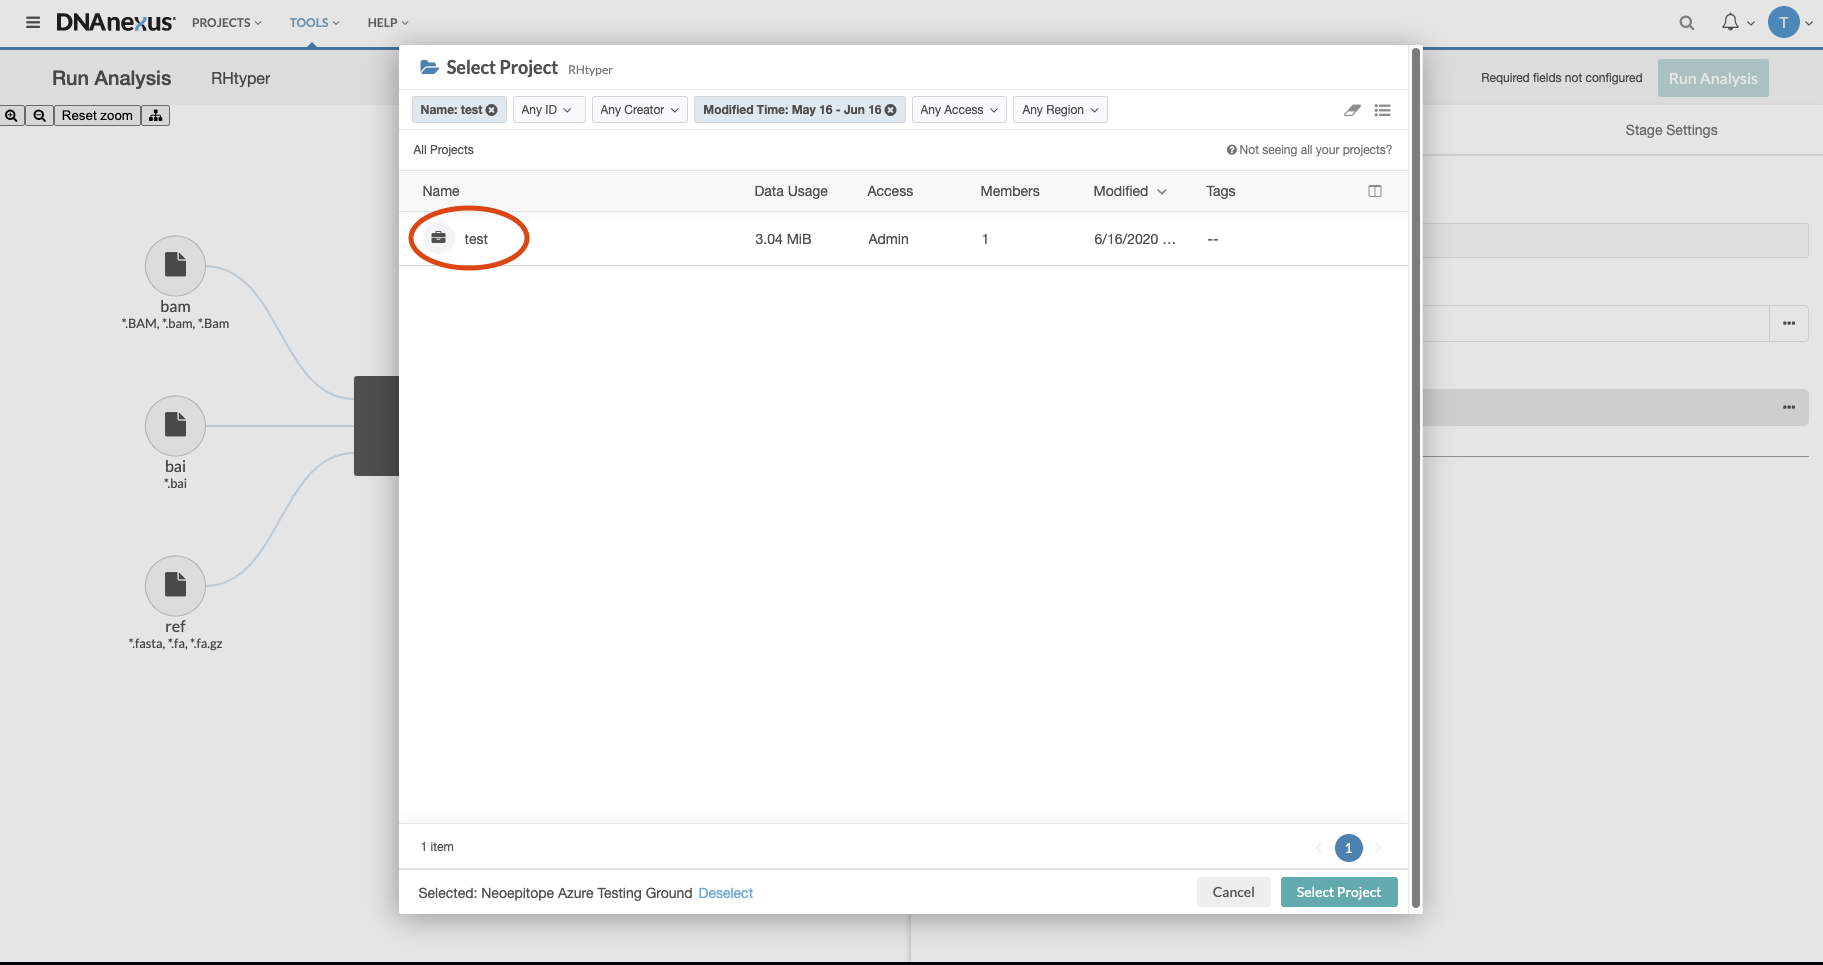 DNAnexus PROJECTS TOOLS HELP T
Run Analysis RHtyper
Required fields not configured Run Analysis
Reset zoom
Stage Settings
bam
*.BAM, *.bam, *.Bam
bai
*.bai
ref
*.fasta, *.fa, *.fa.gz
Select Project RHtyper
Name: test Any ID Any Creator Modified Time: May 16 - Jun 16 Any Access Any Region
All Projects Not seeing all your projects?
Name Data Usage Access Members Modified Tags
test 3.04 MiB Admin 1 6/16/2020 … --
1 item 1
Selected: Neoepitope Azure Testing Ground Deselect Cancel Select Project